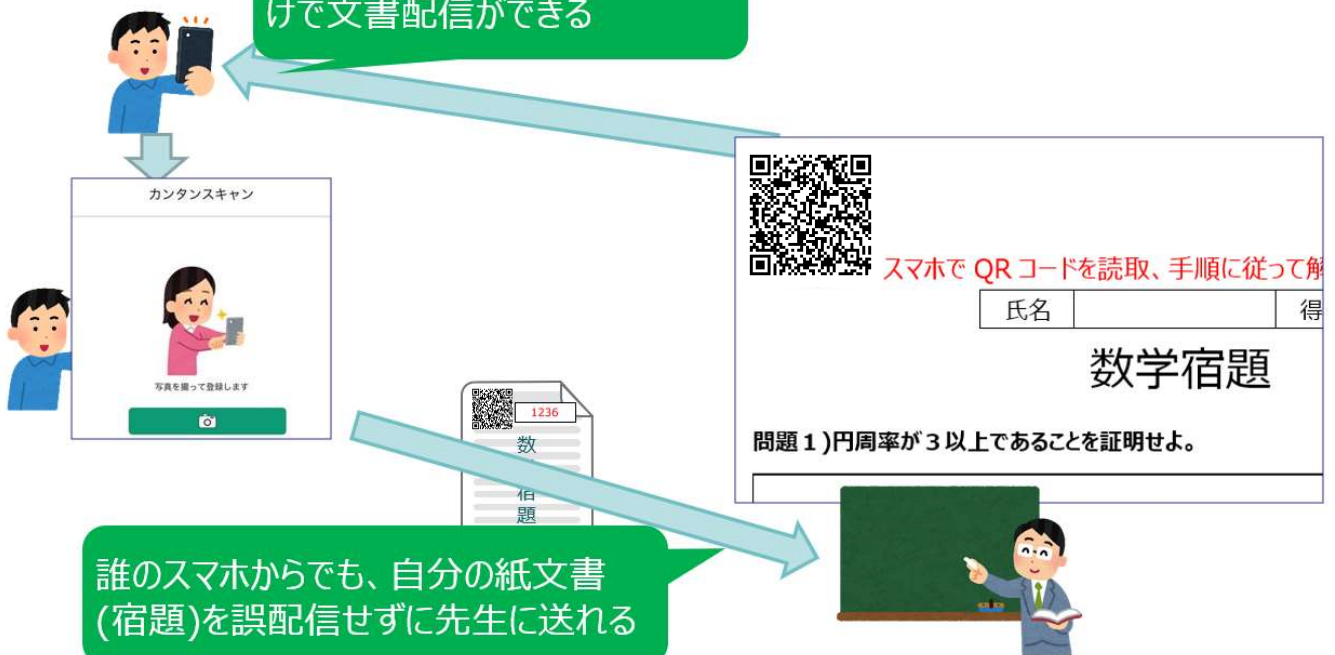 けで文書配信ができる
カンタンスキャン
写真を撮って登録します
スマホで QR コードを読取、手順に従って解
氏名
得
数学宿題
問題１)円周率が３以上であることを証明せよ。
1236
数
宿
題
誰のスマホからでも、自分の紙文書
(宿題)を誤配信せずに先生に送れる